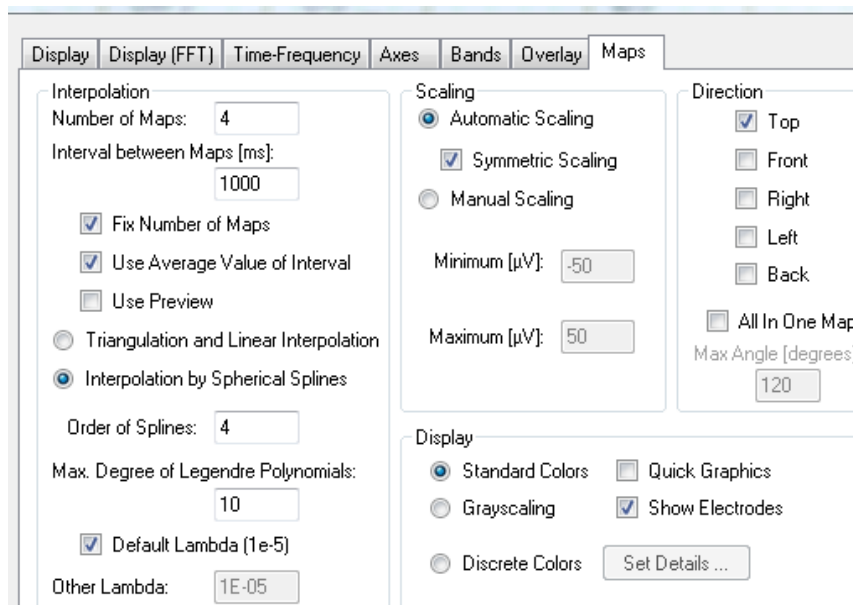 Display Display (FFT) Time-Frequency Axes Bands Overlay Maps
Interpolation
Number of Maps: 4
Interval between Maps [ms]:
1000
Fix Number of Maps
Use Average Value of Interval
Use Preview
Triangulation and Linear Interpolation
Interpolation by Spherical Splines
Order of Splines: 4
Max. Degree of Legendre Polynomials:
10
Default Lambda (1e-5)
Other Lambda: 1E-05
Scaling
Automatic Scaling
Symmetric Scaling
Manual Scaling
Minimum [µV]: -50
Maximum [µV]: 50
Direction
Top
Front
Right
Left
Back
All In One Map
Max Angle [degrees]
120
Display
Standard Colors Quick Graphics
Grayscaling Show Electrodes
Discrete Colors Set Details ...